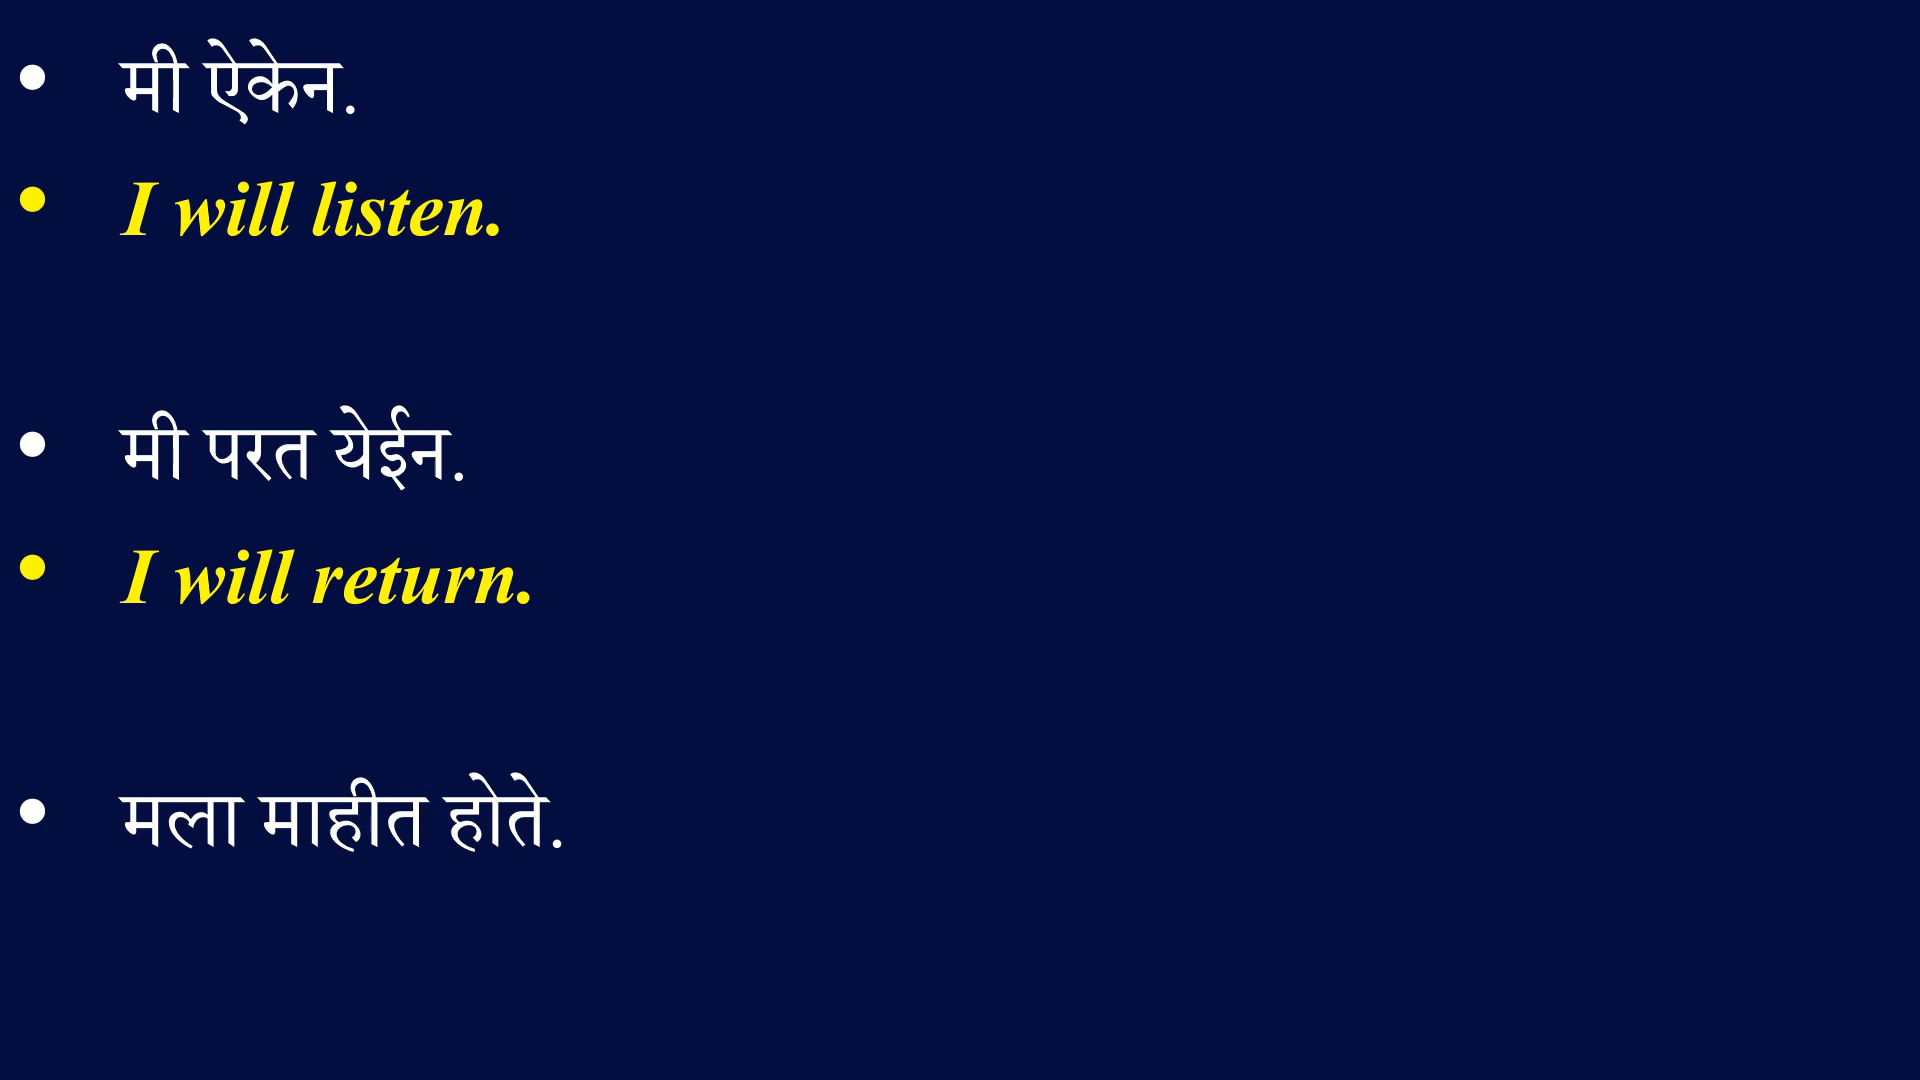 • मी ऐकेन.
• I will listen.
• मी परत येईन.
• I will return.
• मला माहीत होते.